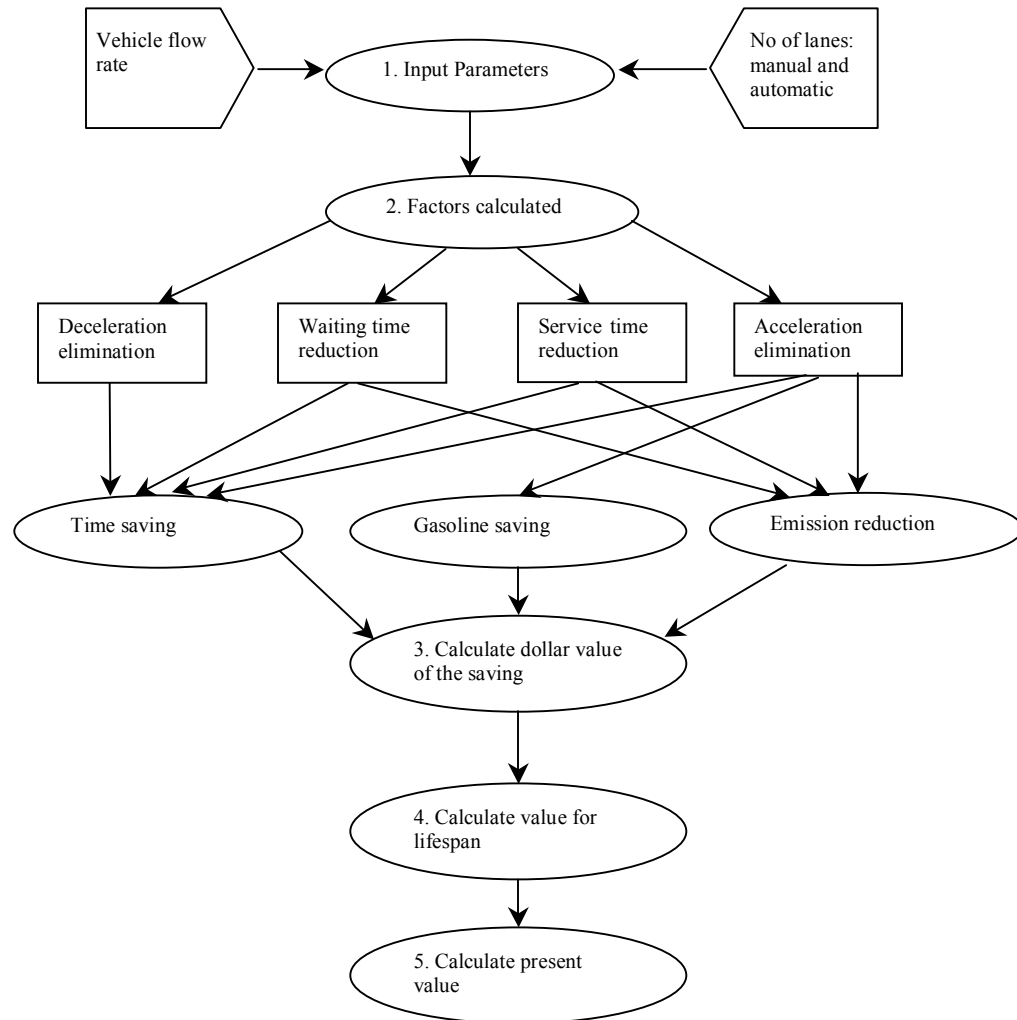 Vehicle flow
rate
1. Input Parameters
No of lanes:
manual and
automatic
2. Factors calculated
Deceleration
elimination
Waiting time
reduction
Service time
reduction
Acceleration
elimination
Time saving
Gasoline saving
Emission reduction
3. Calculate dollar value
of the saving
4. Calculate value for
lifespan
5. Calculate present
value